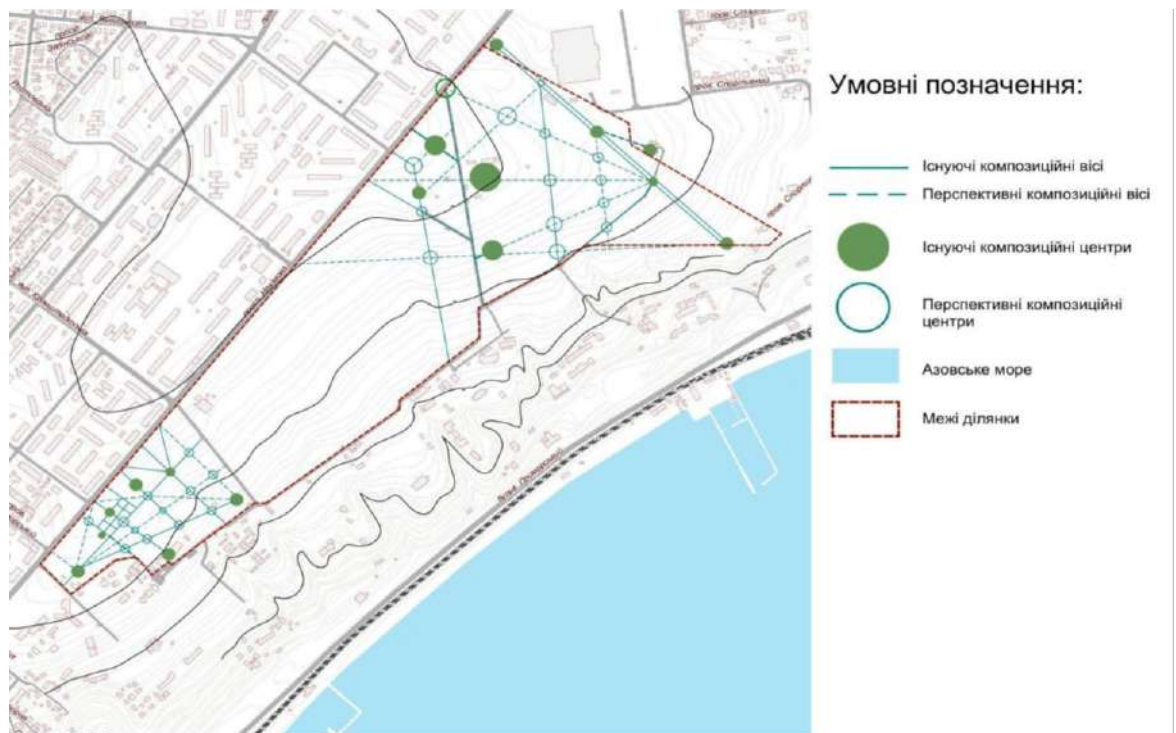 Умовні позначення:
Існуючі композиційні вісі
Перспективні композиційні вісі
Існуючі композиційні центри
Перспективні композиційні
центри
Азовське море
Межі ділянки